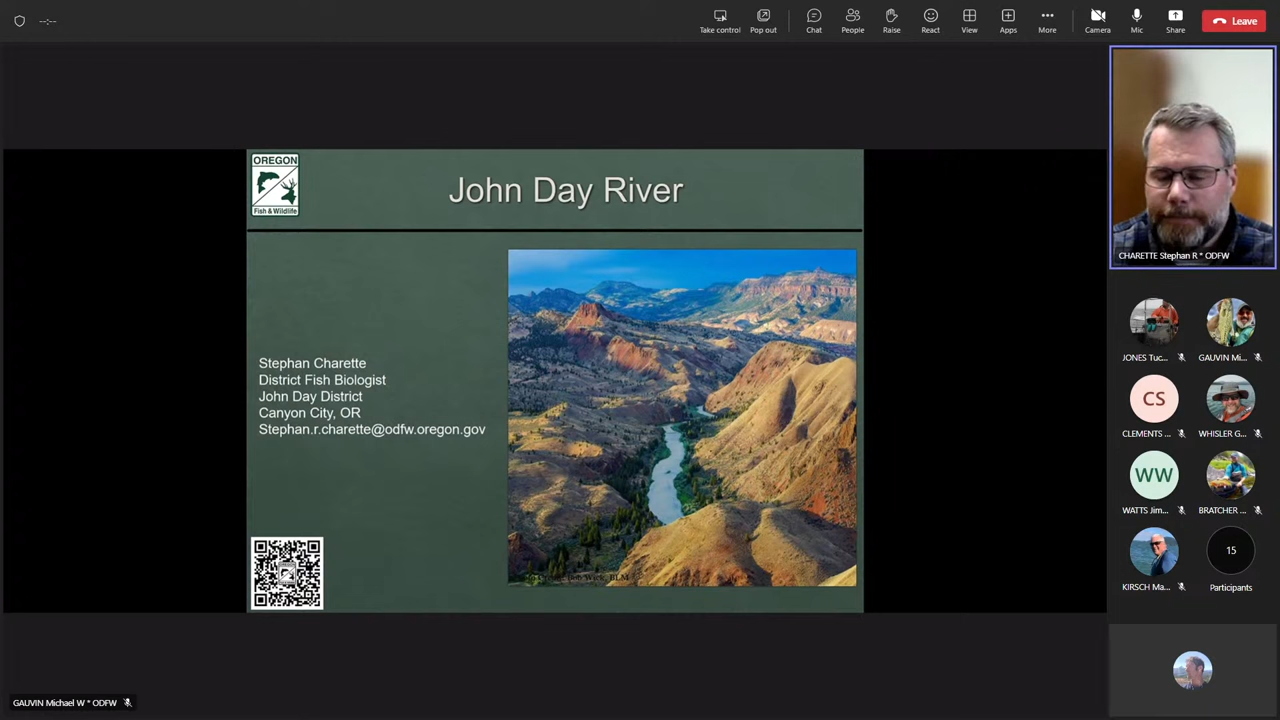 --:--
Take control
Pop out
Chat
People
Raise
React
View
Apps
More
Camera
Mic
Share
Leave
OREGON
Fish & Wildlife
John Day River
Stephan Charette
District Fish Biologist
John Day District
Canyon City, OR
Stephan.r.charette@odfw.oregon.gov
Bob Wick, BLM
CHARETTE Stephan R * ODFW
JONES Tuc...
GAUVIN Mi...
CS
CLEMENTS ...
WHISLER G...
WW
WATTS Jim...
BRATCHER ...
KIRSCH Ma...
15
Participants
GAUVIN Michael W * ODFW